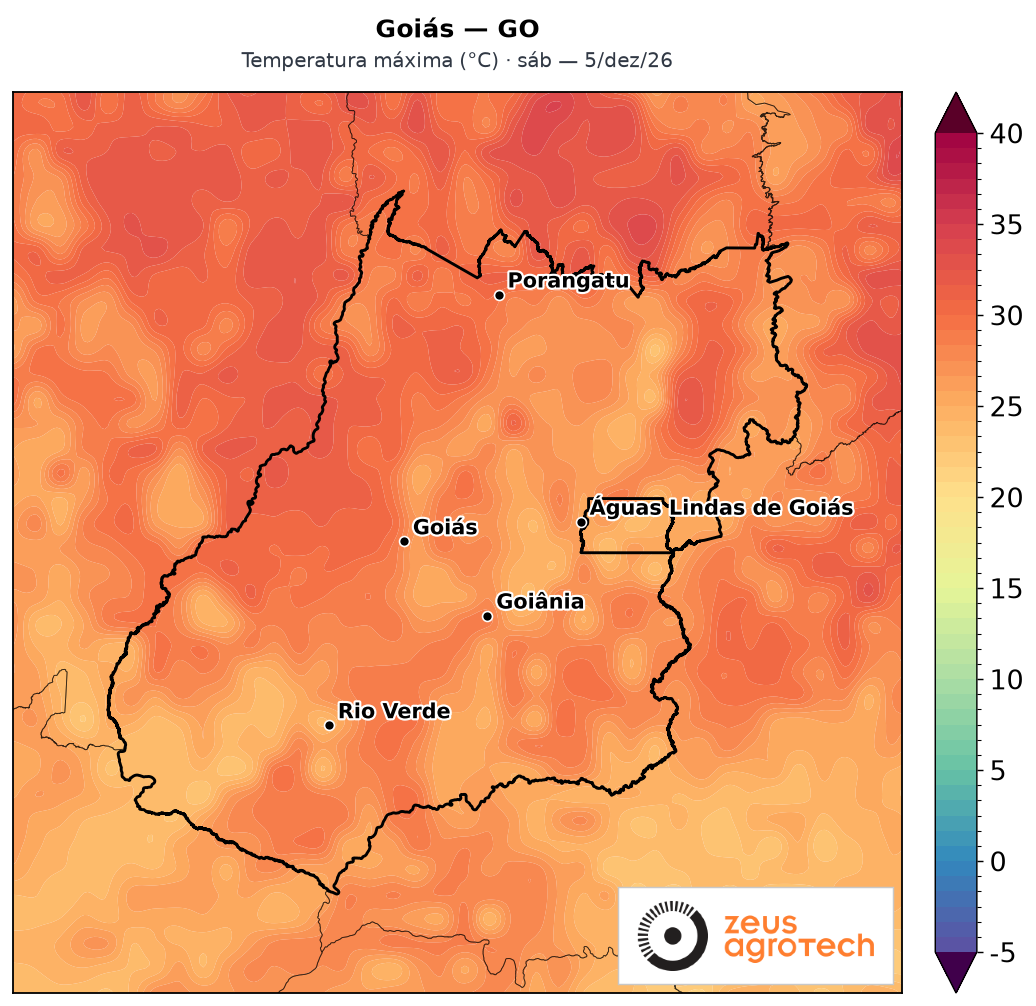 Goiás — GO
Temperatura máxima (°C) · sáb — 5/dez/26
Porangatu
Águas Lindas de Goiás
Goiás
Goiânia
Rio Verde
40
35
30
25
20
15
10
5
0
-5
zeus
agrotech